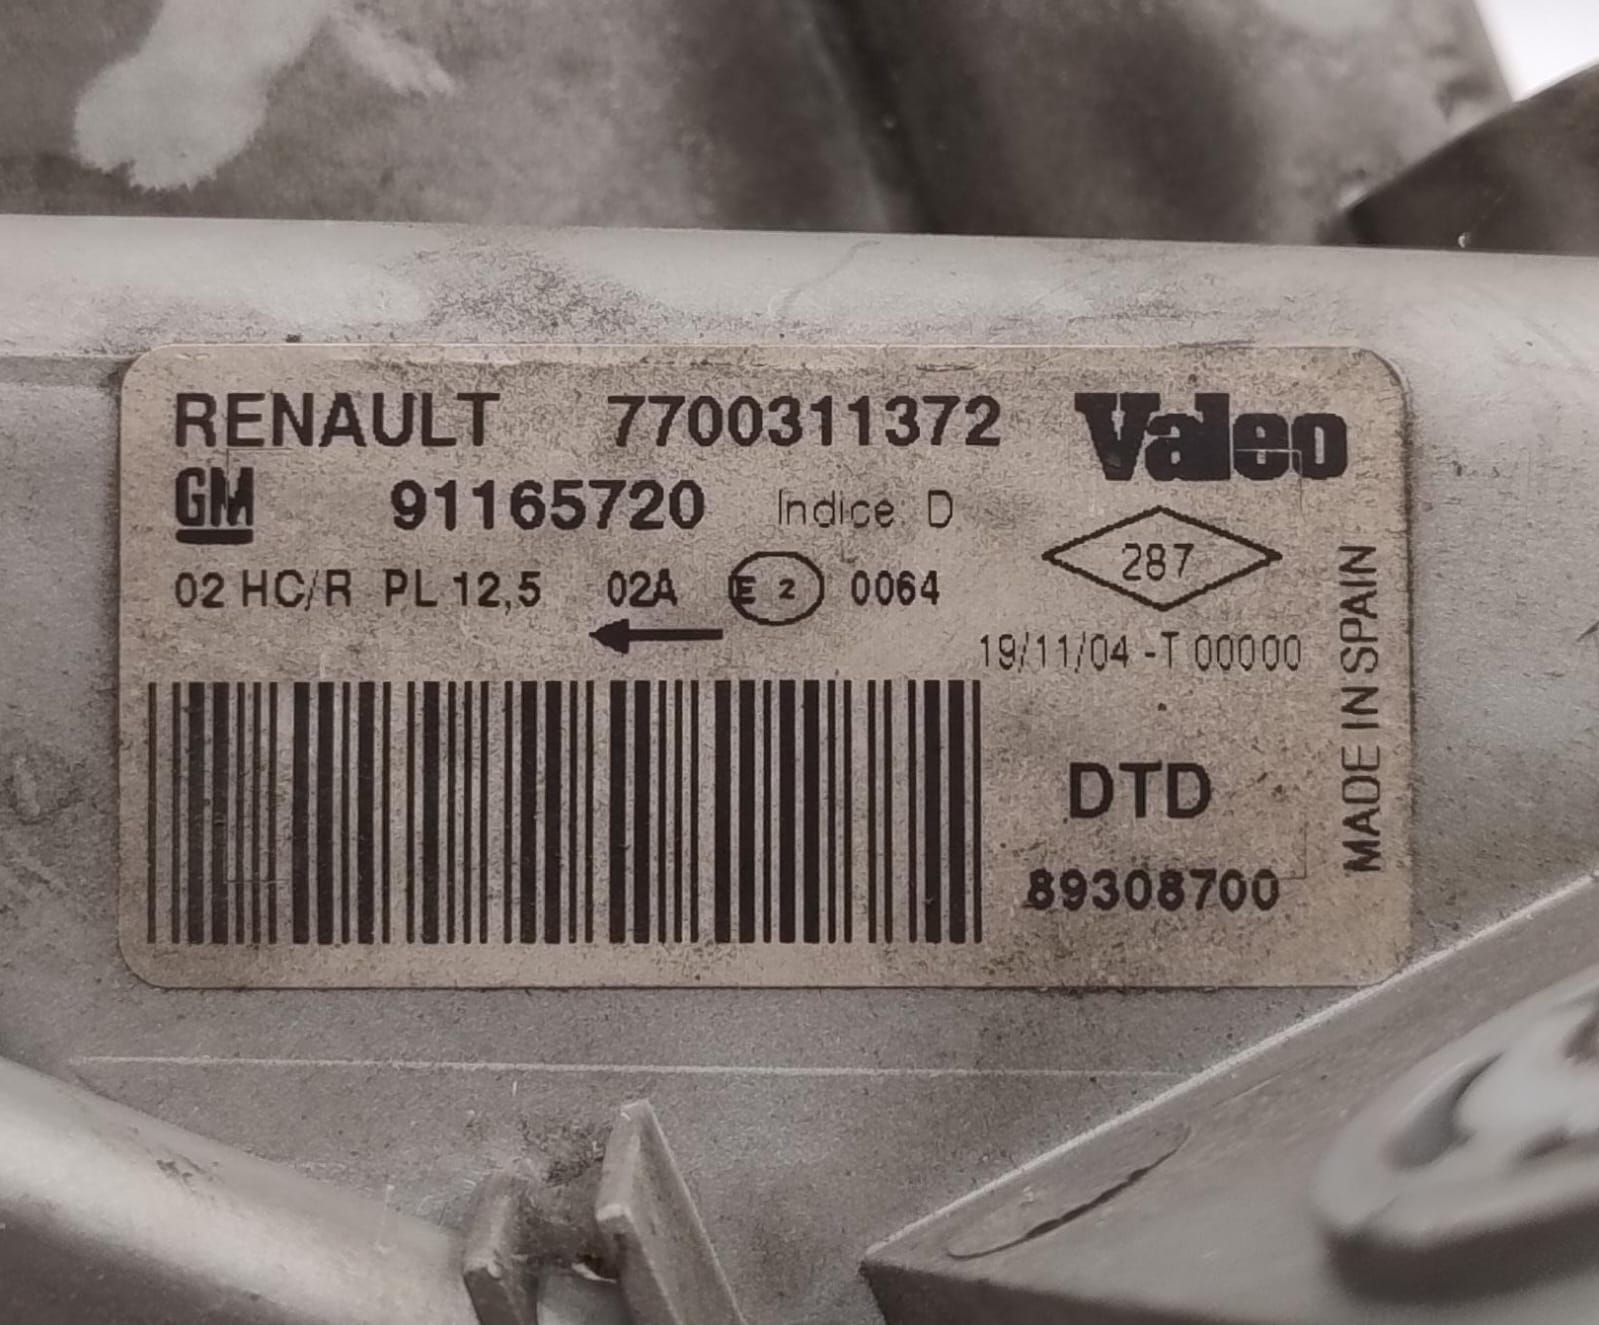 RENAULT 7700311372 Valeo
GM 91165720 Indice: D
287
02 HC/R PL 12,5 02A E 2 0064
19/11/04 -T 00000
DTD
89308700
MADE IN SPAIN